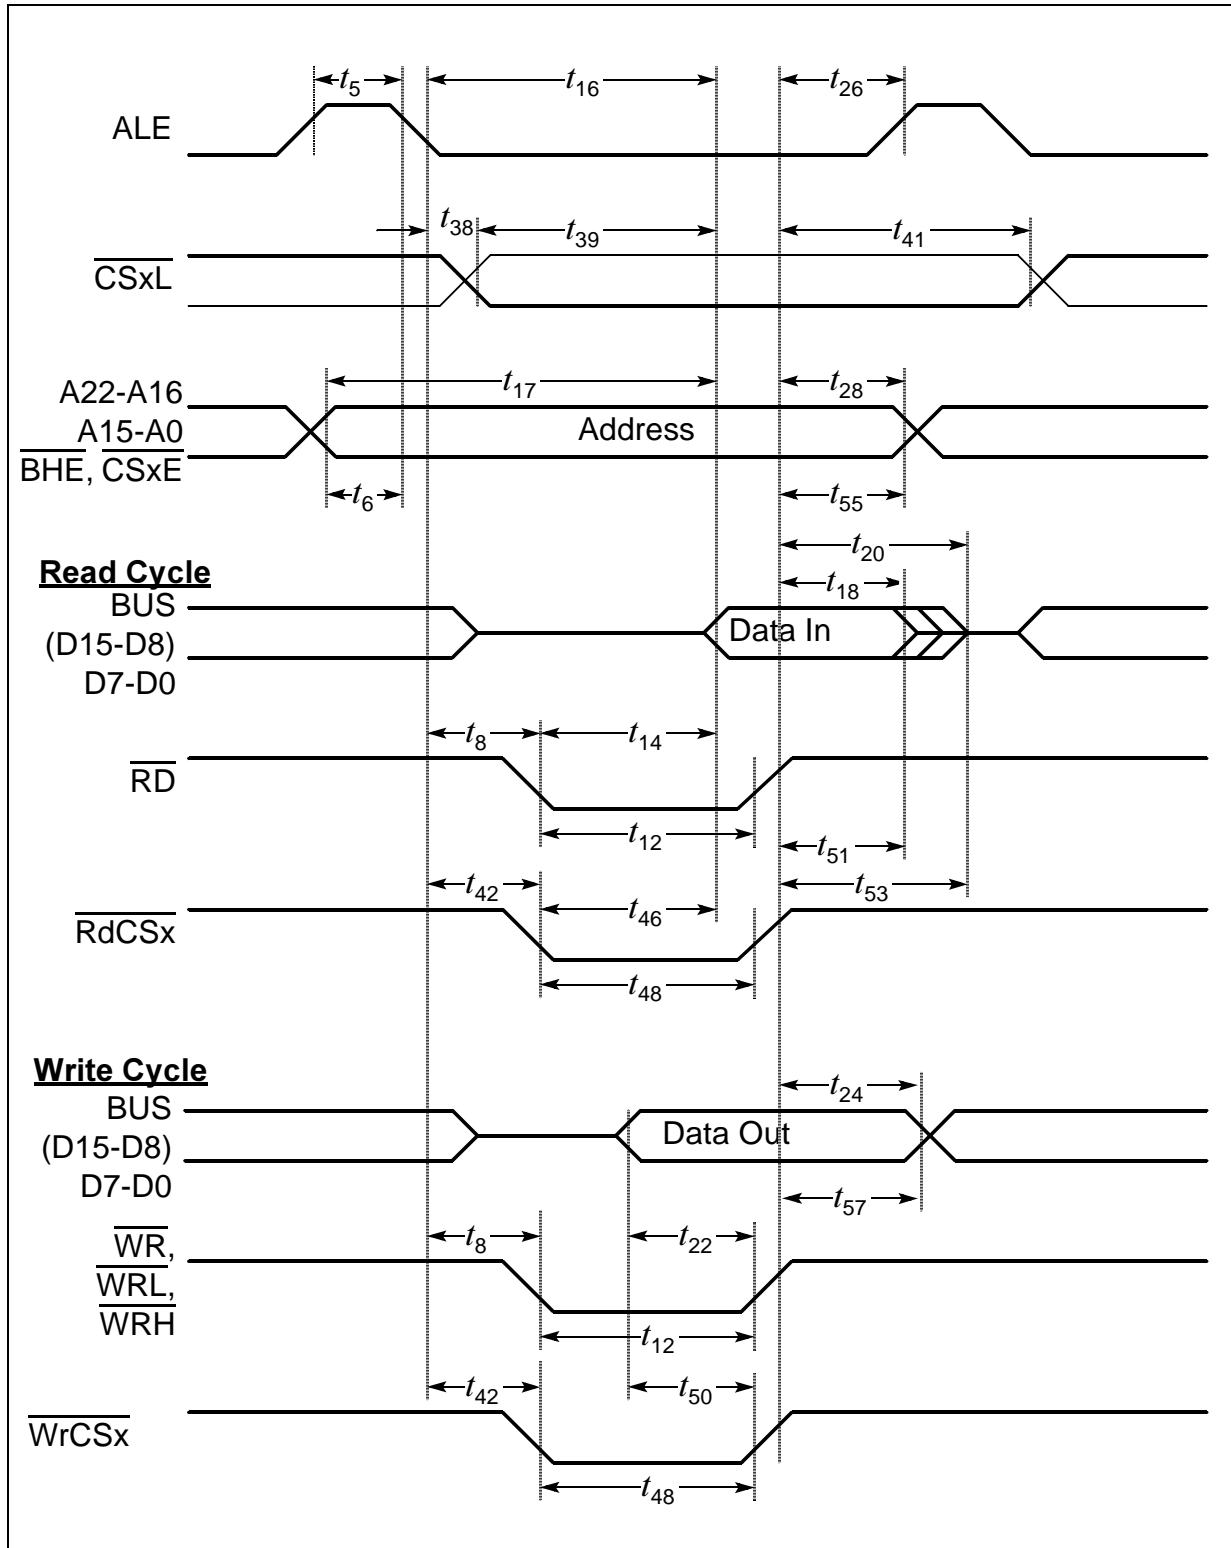 t5
t16
t26
ALE
t38
t39
t41
CSxL
A22-A16
t17
t28
A15-A0
Address
BHE, CSxE
t6
t55
t20
Read Cycle
t18
BUS
Data In
(D15-D8)
D7-D0
t8
t14
RD
t12
t51
t42
t53
t46
RdCSx
t48
Write Cycle
t24
BUS
Data Out
(D15-D8)
D7-D0
t57
WR,
t8
t22
WRL,
WRH
t12
t42
t50
WrCSx
t48